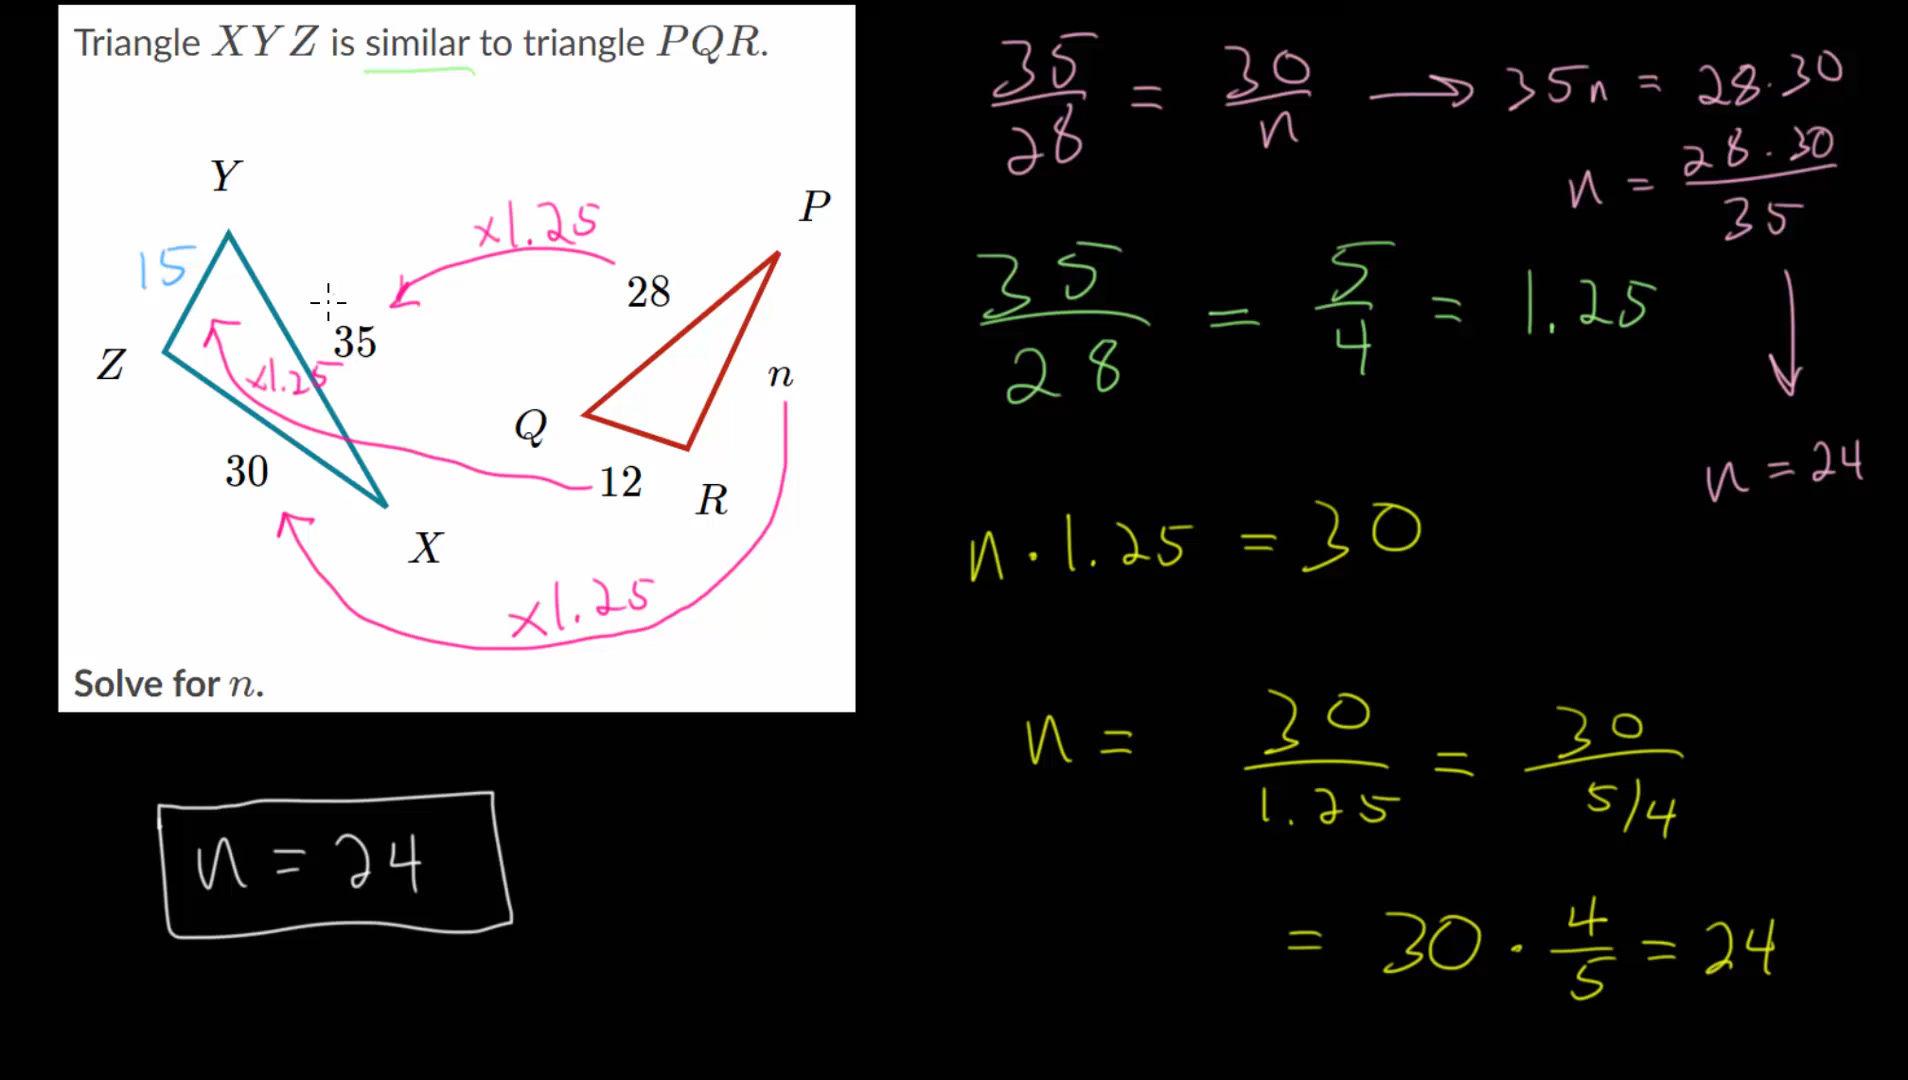 Triangle XYZ is similar to triangle PQR.
Y
15
Z
×1.25
35
30
X
×1.25
P
28
n
Q
12
R
×1.25
Solve for n.
n = 24
35/28 = 30/n → 35n = 28·30
n = 28·30/35
n = 24
35/28 = 5/4 = 1.25
n · 1.25 = 30
n = 30/1.25 = 30/5/4
= 30 · 4/5 = 24